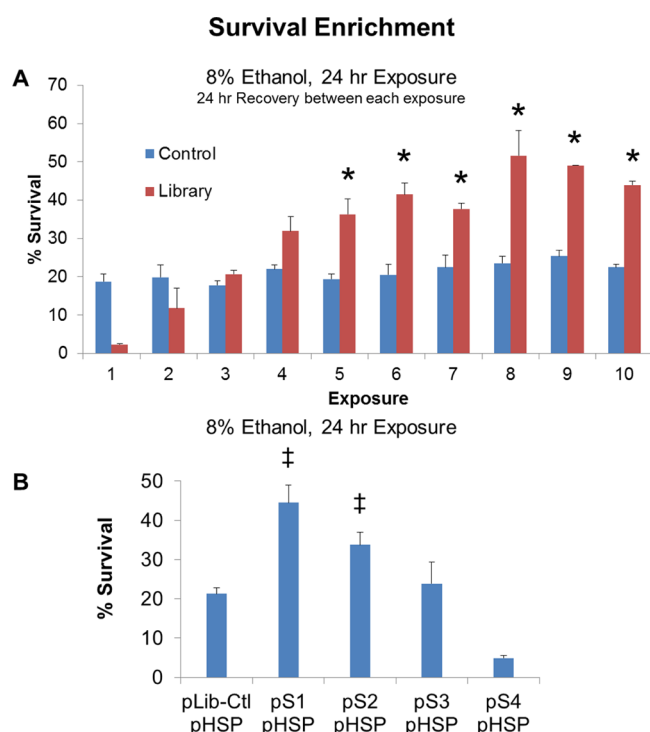 Survival Enrichment
A
8% Ethanol, 24 hr Exposure
24 hr Recovery between each exposure
% Survival
70
60
50
40
30
20
10
0
Control
Library
* * * * * *
1 2 3 4 5 6 7 8 9 10
Exposure
8% Ethanol, 24 hr Exposure
B
% Survival
50
40
30
20
10
0
‡ ‡
pLib-Ctl pS1 pS2 pS3 pS4
pHSP pHSP pHSP pHSP pHSP